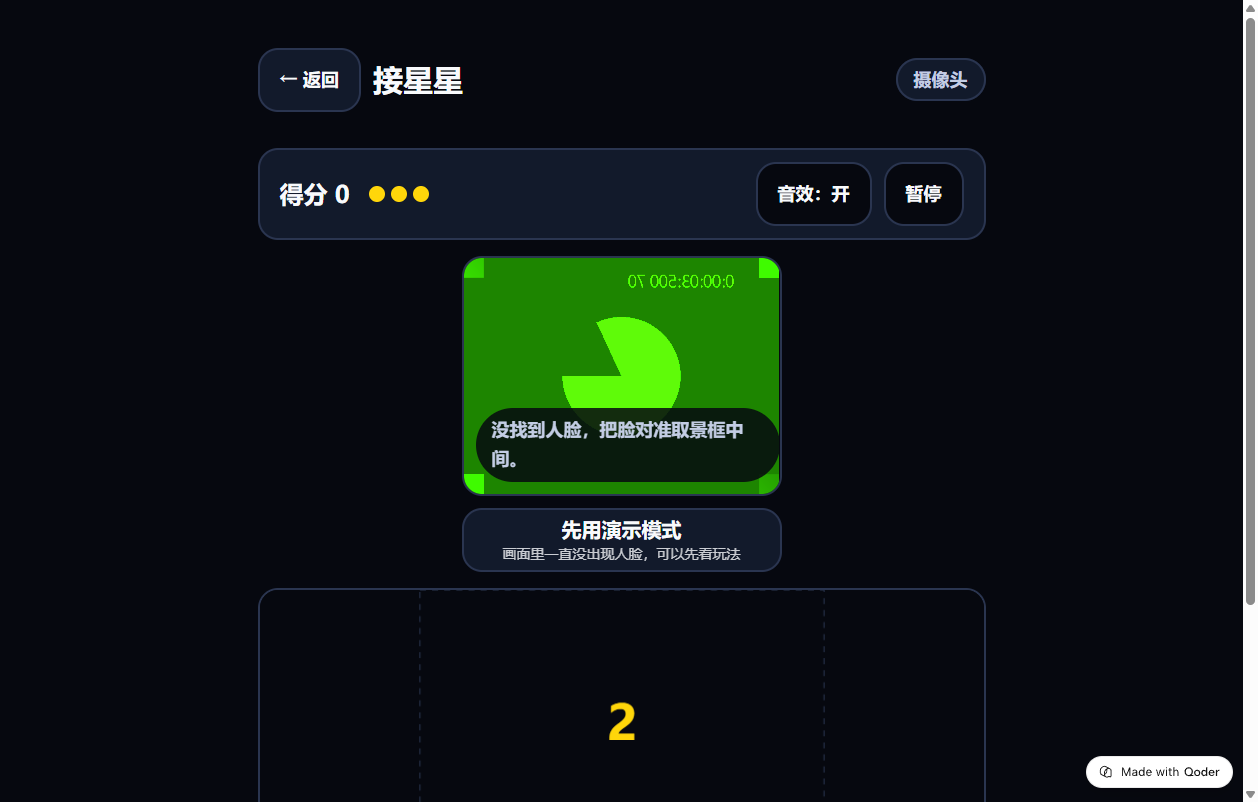 ← 返回
接星星
摄像头
得分 0
音效：开
暂停
0:00:03:500 70
没找到人脸，把脸对准取景框中
间。
先用演示模式
画面里一直没出现人脸，可以先看玩法
2
Made with Qoder